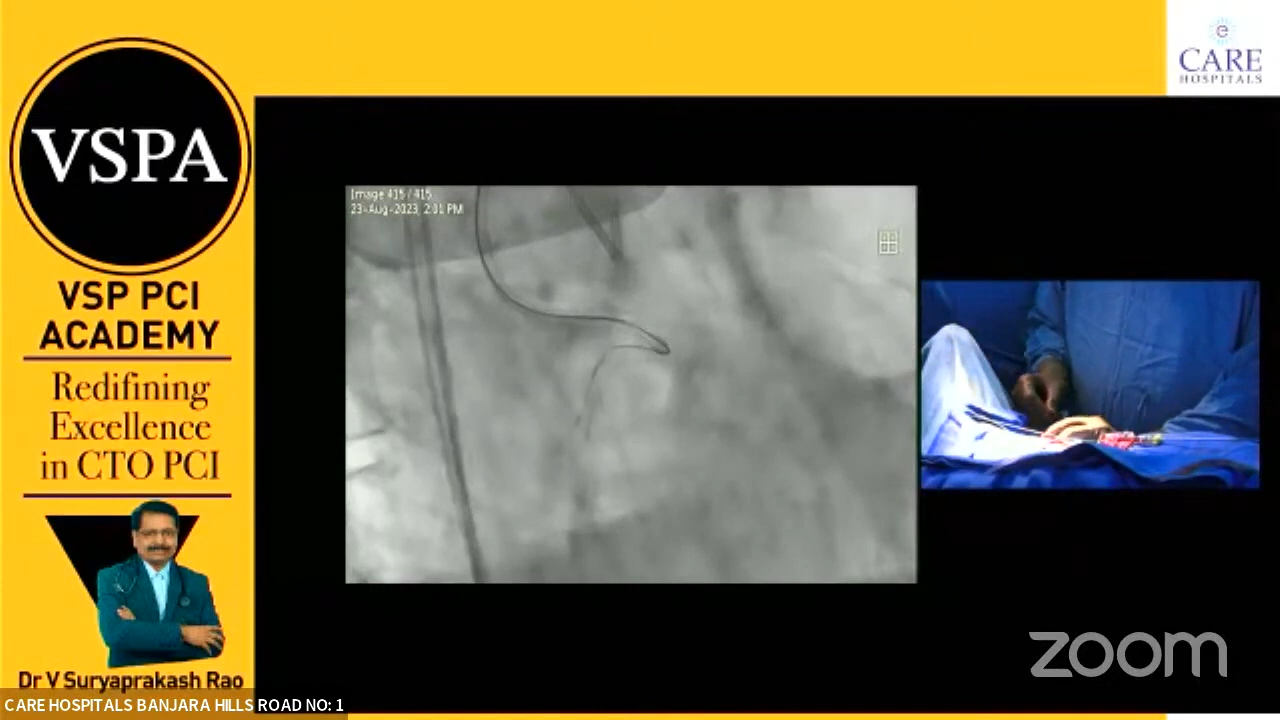 VSPA
VSP PCI
ACADEMY
Redifining
Excellence
in CTO PCI
Dr V Suryaprakash Rao
CARE HOSPITALS BANJARA HILLS ROAD NO: 1
Image 415 / 415
23-Aug-2023, 2:01 PM
e
CARE
HOSPITALS
zoom